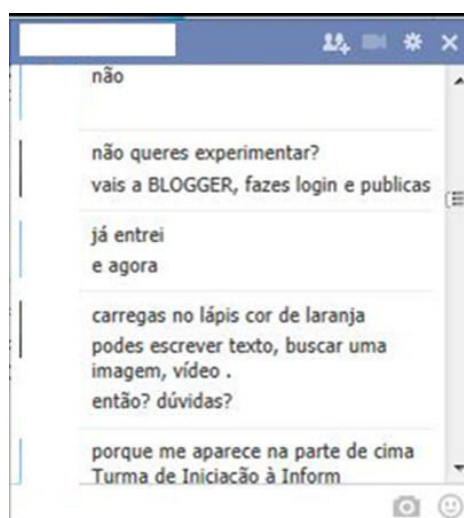 não
não queres experimentar?
vais a BLOGGER, fazes login e publicas
já entrei
e agora
carregas no lápis cor de laranja
podes escrever texto, buscar uma
imagem, vídeo .
então? dúvidas?
porque me aparece na parte de cima
Turma de Iniciação à Inform